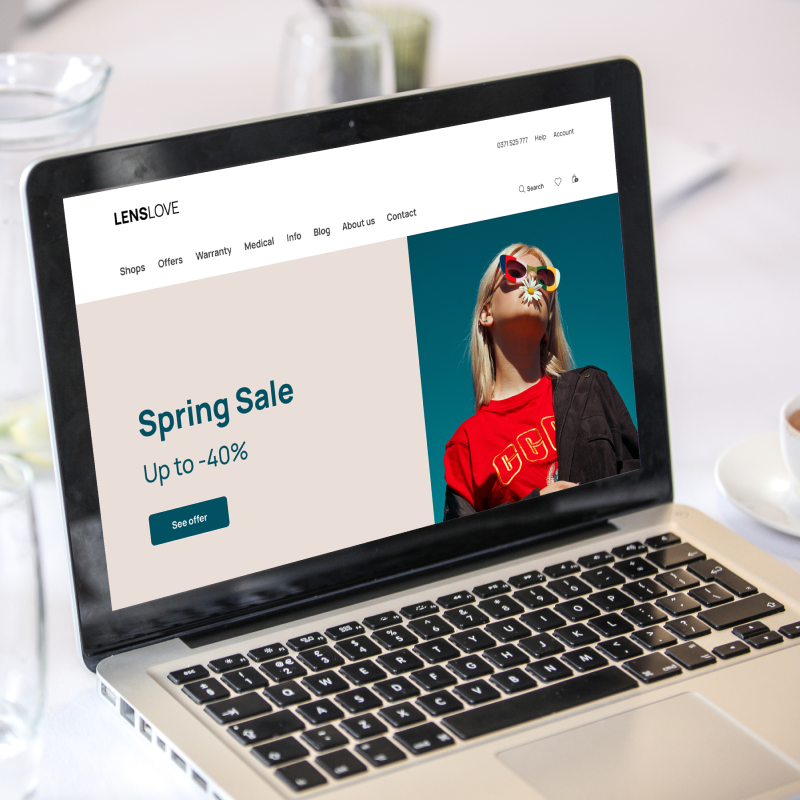 0371 525 777 Help Account
LENSLOVE
Search
Shops Offers Warranty Medical Info Blog About us Contact
Spring Sale
Up to -40%
See offer